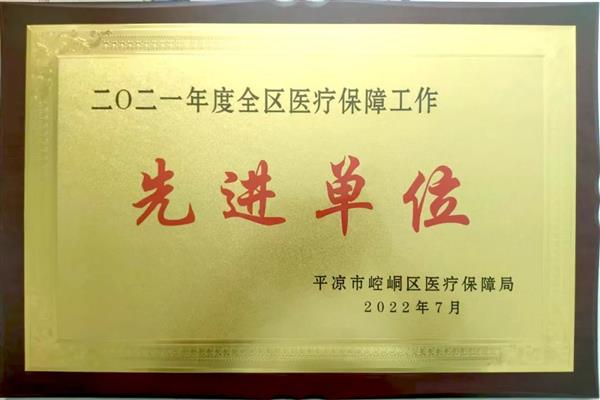 二〇二一年度全区医疗保障工作
先进单位
平凉市崆峒区医疗保障局
2022年7月